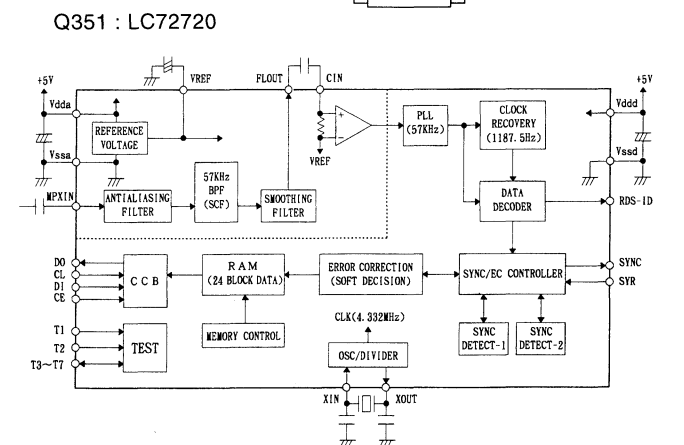 Q351 : LC72720
VREF
FLOUT
CIN
+5V
+5V
Vdda
Vddd
REFERENCE
VOLTAGE
PLL
(57KHz)
CLOCK
RECOVERY
(1187.5Hz)
+
−
VREF
Vssa
Vssd
MPXIN
ANTIALIASING
FILTER
57KHz
BPF
(SCF)
SMOOTHING
FILTER
DATA
DECODER
RDS-ID
DO
CL
DI
CE
CCB
RAM
(24 BLOCK DATA)
ERROR CORRECTION
(SOFT DECISION)
SYNC/EC CONTROLLER
SYNC
SYR
T1
T2
T3~T7
TEST
MEMORY CONTROL
CLK(4.332MHz)
OSC/DIVIDER
SYNC
DETECT-1
SYNC
DETECT-2
XIN
XOUT